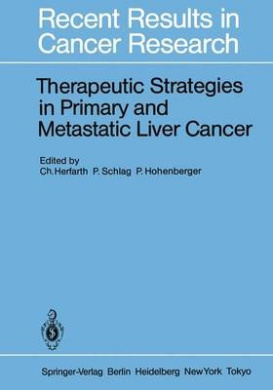 Recent Results in
Cancer Research
Therapeutic Strategies
in Primary and
Metastatic Liver Cancer
Edited by
Ch. Herfarth P. Schlag P. Hohenberger
Springer-Verlag Berlin Heidelberg New York Tokyo